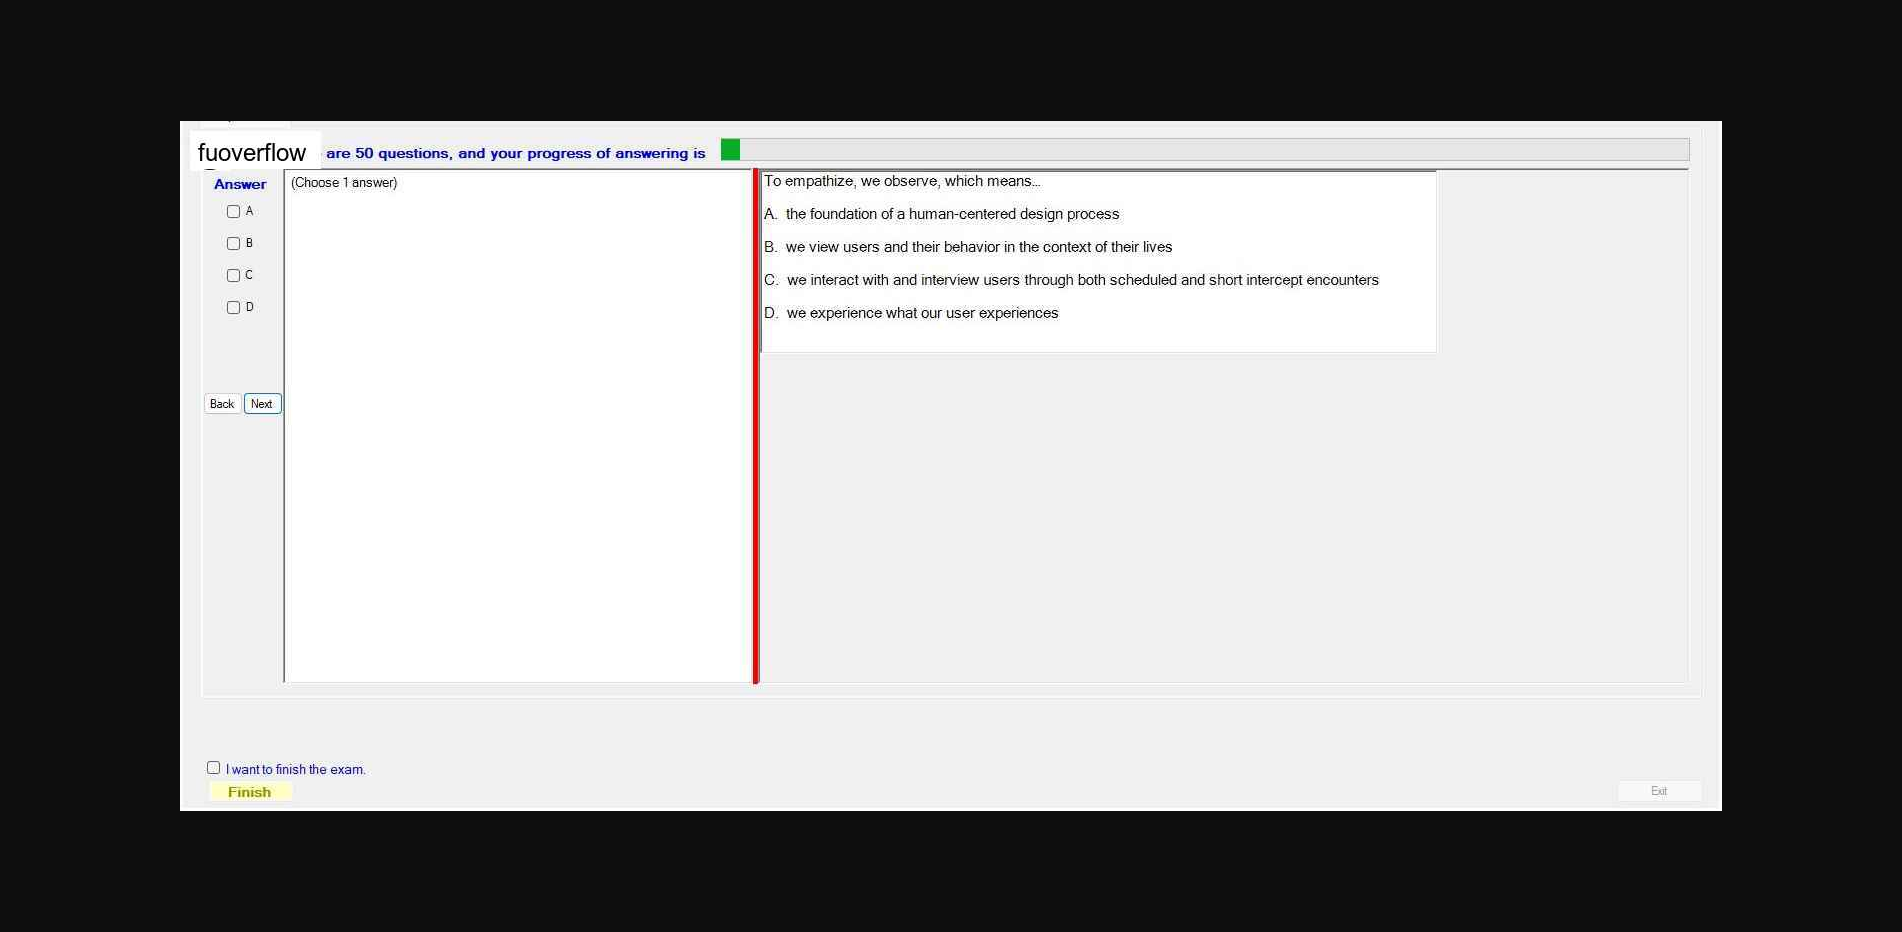 fuoverflow are 50 questions, and your progress of answering is
Answer
(Choose 1 answer)
A
B
C
D
Back Next
To empathize, we observe, which means...
A. the foundation of a human-centered design process
B. we view users and their behavior in the context of their lives
C. we interact with and interview users through both scheduled and short intercept encounters
D. we experience what our user experiences
I want to finish the exam.
Finish
Exit